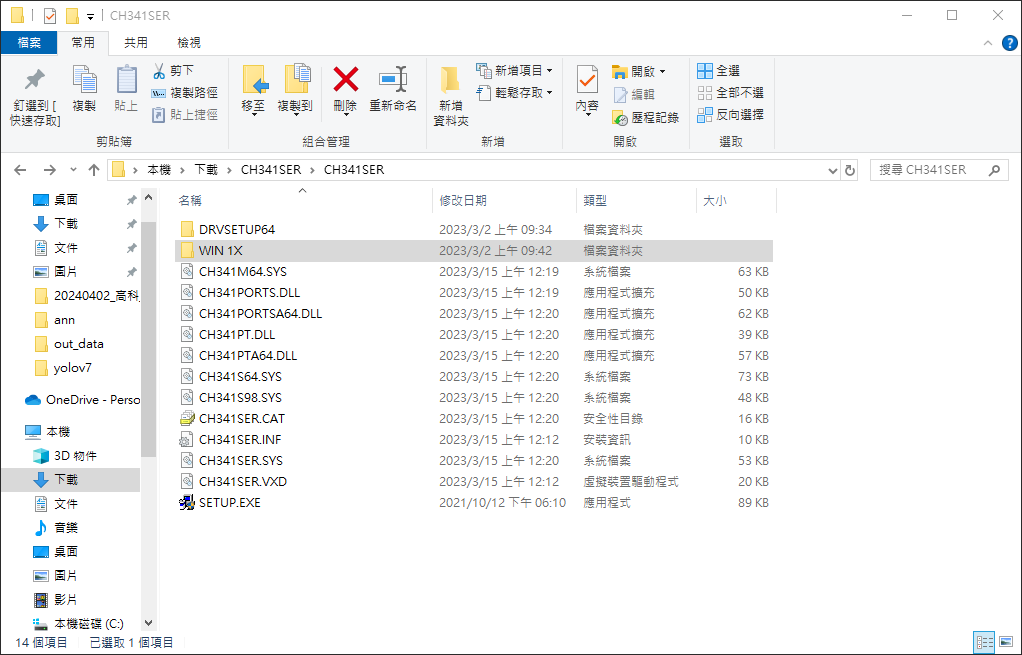 CH341SER
檔案 常用 共用 檢視
釘選到 [快速存取]
複製
貼上
剪下
複製路徑
貼上捷徑
剪貼簿
移至
複製到
刪除
重新命名
組合管理
新增資料夾
新增項目
輕鬆存取
新增
內容
開啟
編輯
歷程記錄
開啟
全選
全部不選
反向選擇
選取
本機 › 下載 › CH341SER › CH341SER
搜尋 CH341SER
桌面
下載
文件
圖片
20240402_高科
ann
out_data
yolov7
OneDrive - Perso
本機
3D 物件
下載
文件
音樂
桌面
圖片
影片
本機磁碟 (C:)
名稱 修改日期 類型 大小
DRVSETUP64 2023/3/2 上午 09:34 檔案資料夾
WIN 1X 2023/3/2 上午 09:42 檔案資料夾
CH341M64.SYS 2023/3/15 上午 12:19 系統檔案 63 KB
CH341PORTS.DLL 2023/3/15 上午 12:19 應用程式擴充 50 KB
CH341PORTSA64.DLL 2023/3/15 上午 12:20 應用程式擴充 62 KB
CH341PT.DLL 2023/3/15 上午 12:20 應用程式擴充 39 KB
CH341PTA64.DLL 2023/3/15 上午 12:20 應用程式擴充 57 KB
CH341S64.SYS 2023/3/15 上午 12:20 系統檔案 73 KB
CH341S98.SYS 2023/3/15 上午 12:20 系統檔案 48 KB
CH341SER.CAT 2023/3/15 上午 12:20 安全性目錄 16 KB
CH341SER.INF 2023/3/15 上午 12:12 安裝資訊 10 KB
CH341SER.SYS 2023/3/15 上午 12:20 系統檔案 53 KB
CH341SER.VXD 2023/3/15 上午 12:12 虛擬裝置驅動程式 20 KB
SETUP.EXE 2021/10/12 下午 06:10 應用程式 89 KB
14 個項目 已選取 1 個項目